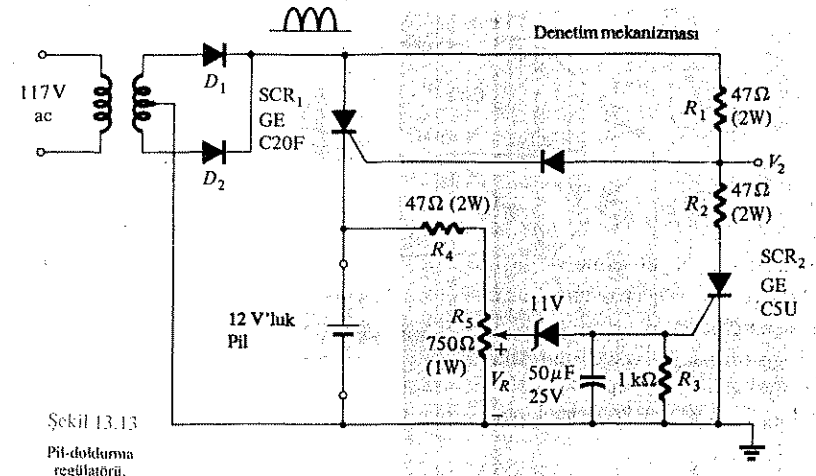 Denetim mekanizması
117 V
ac
D1
D2
SCR1
GE
C20F
R1
47Ω
(2W)
V2
R2
47Ω
(2W)
47Ω (2W)
R4
SCR2
GE
C5U
12 V'luk
Pil
R5
750Ω
(1W)
+
VR
−
11V
50μF
25V
1 kΩ
R3
Şekil 13.13
Pil-doldurma
regülatörü.